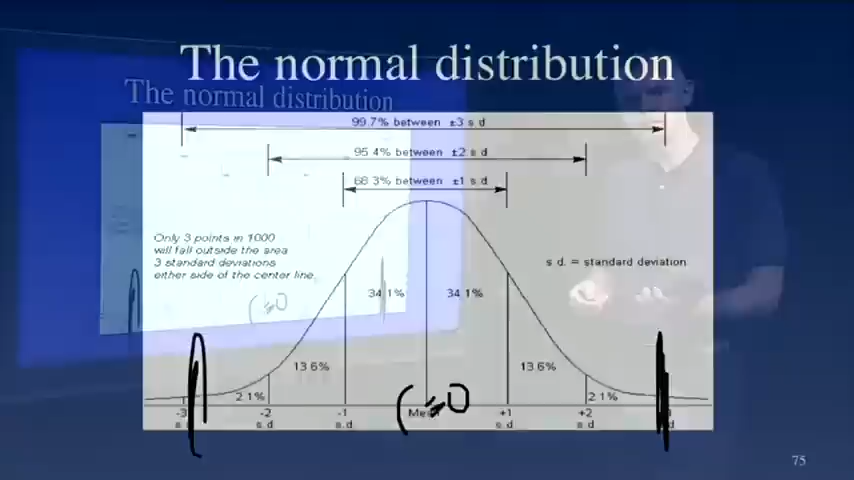 The normal distribution
The normal distribution
99.7% between ±3 s d
95 4% between ±2 s d
68 3% between ±1 s d
Only 3 points in 1000
will fall outside the area
3 standard deviations
either side of the center line.
s d. = standard deviation
34 1% 34 1%
13 6% 13 6%
2 1% 2 1%
-3 -2 -1 +1 +2
s.d s.d s.d s.d
75